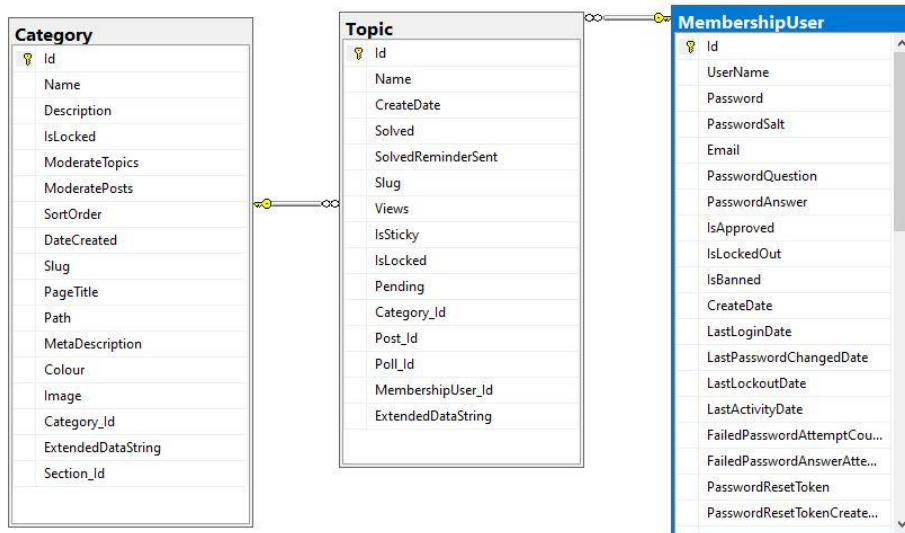 Category
Id
Name
Description
IsLocked
ModerateTopics
ModeratePosts
SortOrder
DateCreated
Slug
PageTitle
Path
MetaDescription
Colour
Image
Category_Id
ExtendedDataString
Section_Id
Topic
Id
Name
CreateDate
Solved
SolvedReminderSent
Slug
Views
IsSticky
IsLocked
Pending
Category_Id
Post_Id
Poll_Id
MembershipUser_Id
ExtendedDataString
MembershipUser
Id
UserName
Password
PasswordSalt
Email
PasswordQuestion
PasswordAnswer
IsApproved
IsLockedOut
IsBanned
CreateDate
LastLoginDate
LastPasswordChangedDate
LastLockoutDate
LastActivityDate
FailedPasswordAttemptCou...
FailedPasswordAnswerAtte...
PasswordResetToken
PasswordResetTokenCreate...